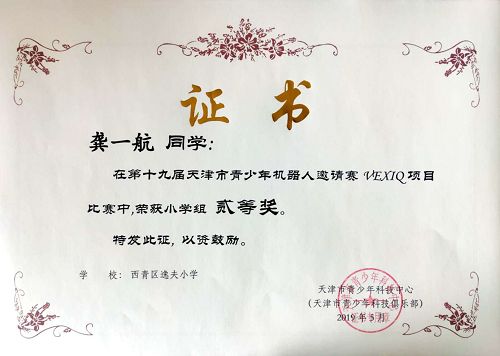 证 书
龚一航 同学:
在第十九届天津市青少年机器人邀请赛 VEXIQ 项目
比赛中,荣获小学组 贰等奖。
特发此证, 以资鼓励。
学 校: 西青区逸夫小学
天津市青少年科技中心
(天津市青少年科技俱乐部)
2019 年 5 月